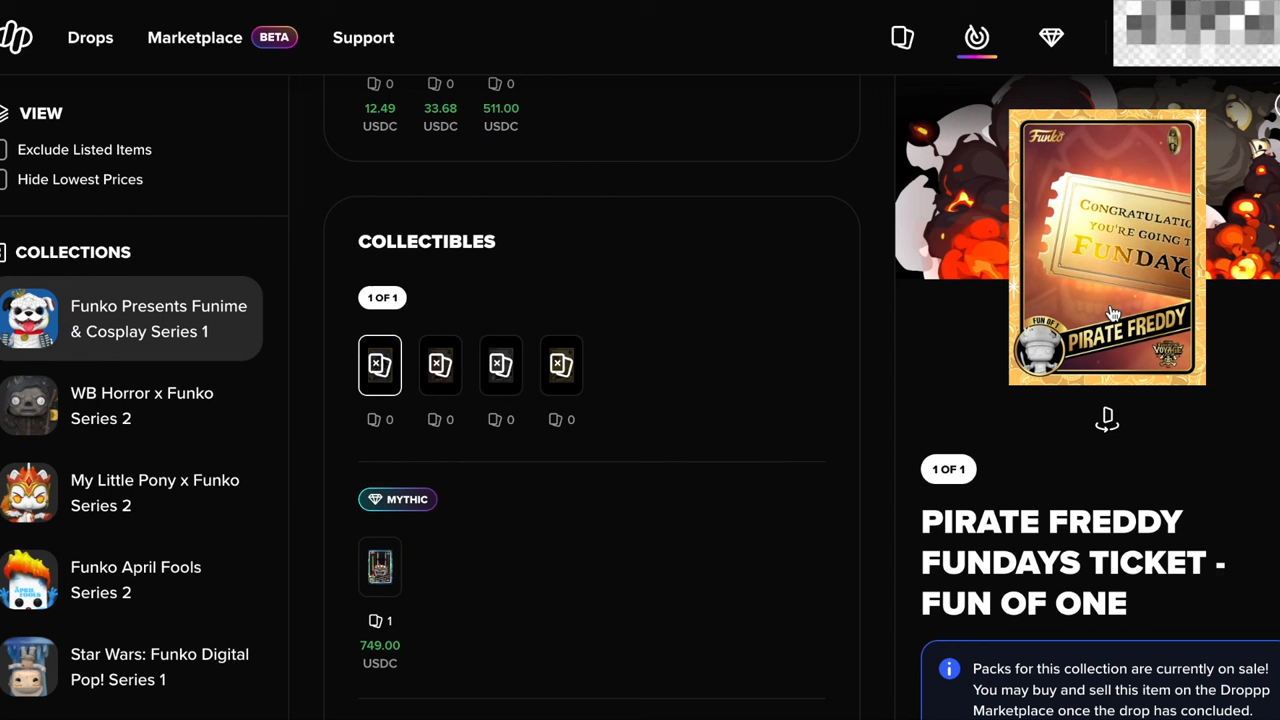 Drops
Marketplace BETA
Support
VIEW
Exclude Listed Items
Hide Lowest Prices
COLLECTIONS
Funko Presents Funime
& Cosplay Series 1
WB Horror x Funko
Series 2
My Little Pony x Funko
Series 2
Funko April Fools
Series 2
Star Wars: Funko Digital
Pop! Series 1
0 0 0
12.49 33.68 511.00
USDC USDC USDC
COLLECTIBLES
1 OF 1
0 0 0 0
MYTHIC
1
749.00
USDC
Funko
CONGRATULATIO
YOU'RE GOING T
FUNDAY
FUN OF 1
PIRATE FREDDY
VOYAGE
1 OF 1
PIRATE FREDDY
FUNDAYS TICKET -
FUN OF ONE
Packs for this collection are currently on sale!
You may buy and sell this item on the Droppp
Marketplace once the drop has concluded.